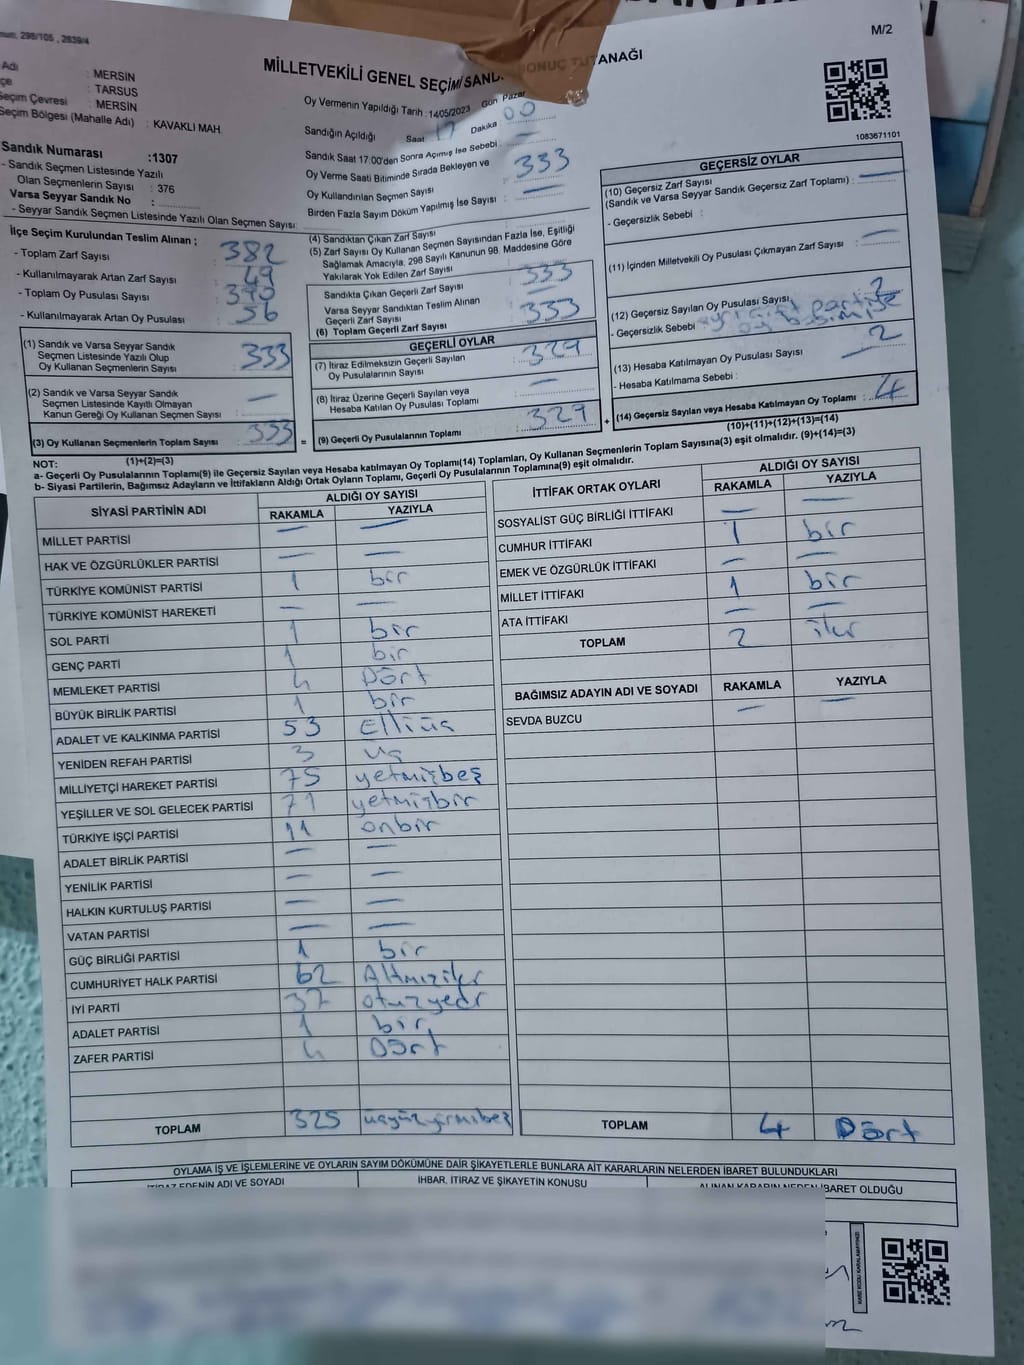 298/105 , 2839/4
M/2
MİLLETVEKİLİ GENEL SEÇİMİ SANDIK SONUÇ TUTANAĞI
Adı : MERSİN
TARSUS
Seçim Çevresi : MERSİN
Seçim Bölgesi (Mahalle Adı) : KAVAKLI MAH.
Sandık Numarası :1307
- Sandık Seçmen Listesinde Yazılı
Olan Seçmenlerin Sayısı : 376
Varsa Seyyar Sandık No :
- Seyyar Sandık Seçmen Listesinde Yazılı Olan Seçmen Sayısı:
Oy Vermenin Yapıldığı Tarih : 14/05/2023 Gün Pazar
Sandığın Açıldığı Saat 17 Dakika 00
Sandık Saat 17.00'den Sonra Açılmış İse Sebebi : —
Oy Verme Saati Bitiminde Sırada Bekleyen ve
Oy Kullandırılan Seçmen Sayısı : 333
Birden Fazla Sayım Döküm Yapılmış İse Sayısı : —
1083671101
İlçe Seçim Kurulundan Teslim Alınan ;
- Toplam Zarf Sayısı : 382
- Kullanılmayarak Artan Zarf Sayısı : 49
- Toplam Oy Pusulası Sayısı
- Kullanılmayarak Artan Oy Pusulası : 56
(1) Sandık ve Varsa Seyyar Sandık
Seçmen Listesinde Yazılı Olup
Oy Kullanan Seçmenlerin Sayısı : 333
(2) Sandık ve Varsa Seyyar Sandık
Seçmen Listesinde Kayıtlı Olmayan
Kanun Gereği Oy Kullanan Seçmen Sayısı : —
(3) Oy Kullanan Seçmenlerin Toplam Sayısı : 333
(1)+(2)=(3)
(4) Sandıktan Çıkan Zarf Sayısı
(5) Zarf Sayısı Oy Kullanan Seçmen Sayısından Fazla İse, Eşitliği
Sağlamak Amacıyla, 298 Sayılı Kanunun 98. Maddesine Göre
Yakılarak Yok Edilen Zarf Sayısı
Sandıkta Çıkan Geçerli Zarf Sayısı : 333
Varsa Seyyar Sandıktan Teslim Alınan
Geçerli Zarf Sayısı : —
(6) Toplam Geçerli Zarf Sayısı : 333
GEÇERLİ OYLAR
(7) İtiraz Edilmeksizin Geçerli Sayılan
Oy Pusulalarının Sayısı : 329
(8) İtiraz Üzerine Geçerli Sayılan veya
Hesaba Katılan Oy Pusulası Toplamı : —
= (9) Geçerli Oy Pusulalarının Toplamı : 329
GEÇERSİZ OYLAR
(10) Geçersiz Zarf Sayısı
(Sandık ve Varsa Seyyar Sandık Geçersiz Zarf Toplamı) : —
- Geçersizlik Sebebi :
(11) İçinden Milletvekili Oy Pusulası Çıkmayan Zarf Sayısı : —
(12) Geçersiz Sayılan Oy Pusulası Sayısı : 2
- Geçersizlik Sebebi
(13) Hesaba Katılmayan Oy Pusulası Sayısı : 2
- Hesaba Katılmama Sebebi :
+ (14) Geçersiz Sayılan veya Hesaba Katılmayan Oy Toplamı : 4
(10)+(11)+(12)+(13)=(14)
NOT:
a- Geçerli Oy Pusulalarının Toplamı(9) ile Geçersiz Sayılan veya Hesaba katılmayan Oy Toplamı(14) Toplamları, Oy Kullanan Seçmenlerin Toplam Sayısına(3) eşit olmalıdır. (9)+(14)=(3)
b- Siyasi Partilerin, Bağımsız Adayların ve İttifakların Aldığı Ortak Oyların Toplamı, Geçerli Oy Pusulalarının Toplamına(9) eşit olmalıdır.
SİYASİ PARTİNİN ADI ALDIĞI OY SAYISI
RAKAMLA YAZIYLA
MİLLET PARTİSİ — —
HAK VE ÖZGÜRLÜKLER PARTİSİ — —
TÜRKİYE KOMÜNİST PARTİSİ 1 bir
TÜRKİYE KOMÜNİST HAREKETİ — —
SOL PARTİ 1 bir
GENÇ PARTİ 1 bir
MEMLEKET PARTİSİ 4 Dört
BÜYÜK BİRLİK PARTİSİ 1 bir
ADALET VE KALKINMA PARTİSİ 53 Elliüç
YENİDEN REFAH PARTİSİ 3 üç
MİLLİYETÇİ HAREKET PARTİSİ 75 yetmişbeş
YEŞİLLER VE SOL GELECEK PARTİSİ 71 yetmişbir
TÜRKİYE İŞÇİ PARTİSİ 11 onbir
ADALET BİRLİK PARTİSİ — —
YENİLİK PARTİSİ — —
HALKIN KURTULUŞ PARTİSİ — —
VATAN PARTİSİ — —
GÜÇ BİRLİĞİ PARTİSİ 1 bir
CUMHURİYET HALK PARTİSİ 62 Altmışiki
İYİ PARTİ 37 otuzyedi
ADALET PARTİSİ 1 bir
ZAFER PARTİSİ 4 Dört
TOPLAM 325 üçyüzyirmibeş
İTTİFAK ORTAK OYLARI ALDIĞI OY SAYISI
RAKAMLA YAZIYLA
SOSYALİST GÜÇ BİRLİĞİ İTTİFAKI — —
CUMHUR İTTİFAKI 1 bir
EMEK VE ÖZGÜRLÜK İTTİFAKI — —
MİLLET İTTİFAKI 1 bir
ATA İTTİFAKI — —
TOPLAM 2 iki
BAĞIMSIZ ADAYIN ADI VE SOYADI RAKAMLA YAZIYLA
SEVDA BUZCU — —
TOPLAM 4 Dört
OYLAMA İŞ VE İŞLEMLERİNE VE OYLARIN SAYIM DÖKÜMÜNE DAİR ŞİKAYETLERLE BUNLARA AİT KARARLARIN NELERDEN İBARET BULUNDUKLARI
İTİRAZ EDENİN ADI VE SOYADI İHBAR, İTİRAZ VE ŞİKAYETİN KONUSU ALINAN KARARIN NEDEN İBARET OLDUĞU